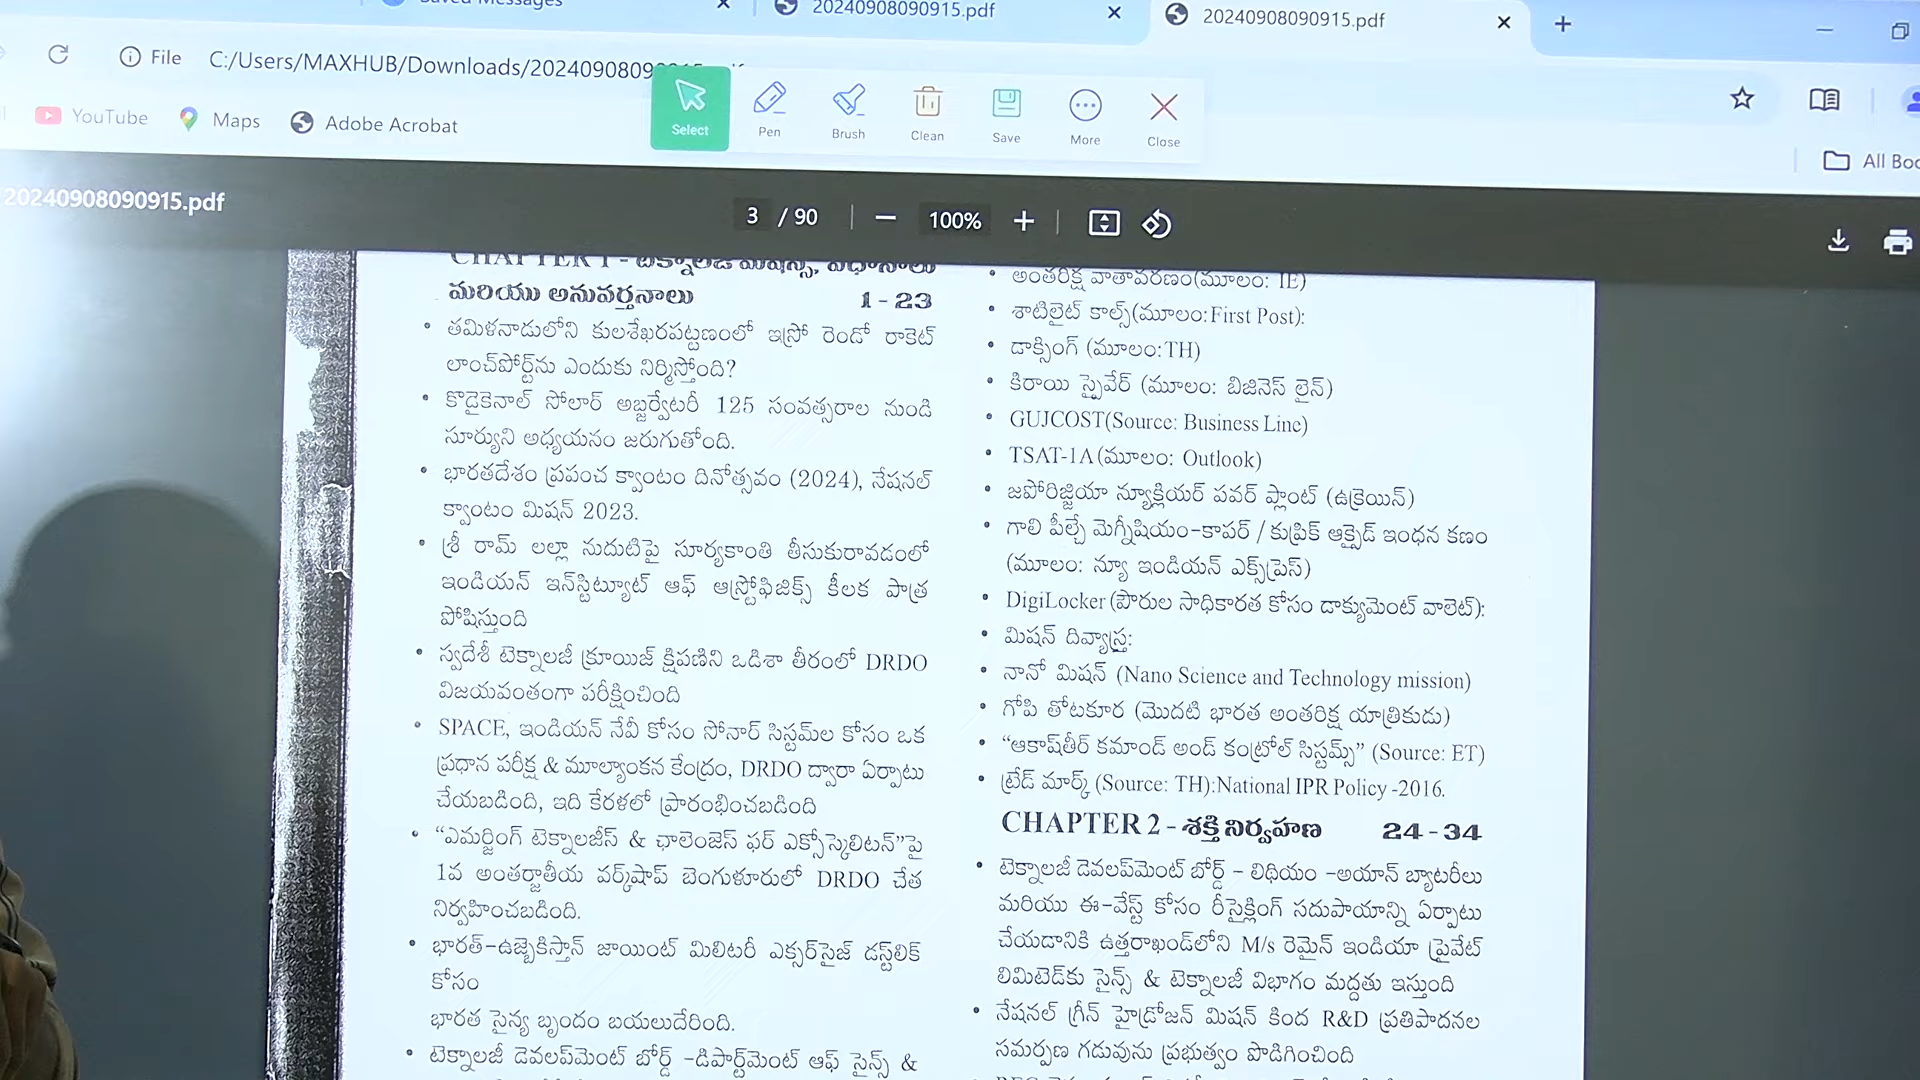 Saved Messages
20240908090915.pdf
20240908090915.pdf
File C:/Users/MAXHUB/Downloads/20240908090915.pdf
YouTube Maps Adobe Acrobat
Select Pen Brush Clean Save More Close
All Boo
20240908090915.pdf
3 / 90 100%
CHAPTER 1 - టెక్నాలజీ మిషన్స్, విధానాలు
మరియు అనువర్తనాలు 1 - 23
• తమిళనాడులోని కులశేఖరపట్టణంలో ఇస్రో రెండో రాకెట్
లాంచ్‌పోర్ట్‌ను ఎందుకు నిర్మిస్తోంది?
• కొడైకెనాల్ సోలార్ అబ్జర్వేటరీ 125 సంవత్సరాల నుండి
సూర్యుని అధ్యయనం జరుగుతోంది.
• భారతదేశం ప్రపంచ క్వాంటం దినోత్సవం (2024), నేషనల్
క్వాంటం మిషన్ 2023.
• శ్రీ రామ్ లల్లా నుదుటిపై సూర్యకాంతి తీసుకురావడంలో
ఇండియన్ ఇన్‌స్టిట్యూట్ ఆఫ్ ఆస్ట్రోఫిజిక్స్ కీలక పాత్ర
పోషిస్తుంది
• స్వదేశీ టెక్నాలజీ క్రూయిజ్ క్షిపణిని ఒడిశా తీరంలో DRDO
విజయవంతంగా పరీక్షించింది
• SPACE, ఇండియన్ నేవీ కోసం సోనార్ సిస్టమ్‌ల కోసం ఒక
ప్రధాన పరీక్ష & మూల్యాంకన కేంద్రం, DRDO ద్వారా ఏర్పాటు
చేయబడింది, ఇది కేరళలో ప్రారంభించబడింది
• “ఎమర్జింగ్ టెక్నాలజీస్ & ఛాలెంజెస్ ఫర్ ఎక్సోస్కెలిటన్”పై
1వ అంతర్జాతీయ వర్క్‌షాప్ బెంగుళూరులో DRDO చేత
నిర్వహించబడింది.
• భారత్-ఉజ్బెకిస్తాన్ జాయింట్ మిలిటరీ ఎక్సర్‌సైజ్ డస్ట్‌లిక్
కోసం
భారత సైన్య బృందం బయలుదేరింది.
• టెక్నాలజీ డెవలప్‌మెంట్ బోర్డ్ -డిపార్ట్‌మెంట్ ఆఫ్ సైన్స్ &
• అంతరిక్ష వాతావరణం(మూలం: IE)
• శాటిలైట్ కాల్స్(మూలం:First Post):
• డాక్సింగ్ (మూలం:TH)
• కిరాయి స్పైవేర్ (మూలం: బిజినెస్ లైన్)
• GUJCOST(Source: Business Line)
• TSAT-1A(మూలం: Outlook)
• జపోరిజ్జియా న్యూక్లియర్ పవర్ ప్లాంట్ (ఉక్రెయిన్)
• గాలి పీల్చే మెగ్నీషియం-కాపర్ / కుప్రిక్ ఆక్సైడ్ ఇంధన కణం
(మూలం: న్యూ ఇండియన్ ఎక్స్‌ప్రెస్)
• DigiLocker (పౌరుల సాధికారత కోసం డాక్యుమెంట్ వాలెట్):
• మిషన్ దివ్యాస్త్ర:
• నానో మిషన్ (Nano Science and Technology mission)
• గోపి తోటకూర (మొదటి భారత అంతరిక్ష యాత్రికుడు)
• “ఆకాష్‌తీర్ కమాండ్ అండ్ కంట్రోల్ సిస్టమ్స్” (Source: ET)
• ట్రేడ్ మార్క్ (Source: TH):National IPR Policy -2016.
CHAPTER 2 - శక్తి నిర్వహణ 24 - 34
• టెక్నాలజీ డెవలప్‌మెంట్ బోర్డ్ - లిథియం -అయాన్ బ్యాటరీలు
మరియు ఈ-వేస్ట్ కోసం రీసైక్లింగ్ సదుపాయాన్ని ఏర్పాటు
చేయడానికి ఉత్తరాఖండ్‌లోని M/s రెమైన్ ఇండియా ప్రైవేట్
లిమిటెడ్‌కు సైన్స్ & టెక్నాలజీ విభాగం మద్దతు ఇస్తుంది
• నేషనల్ గ్రీన్ హైడ్రోజన్ మిషన్ కింద R&D ప్రతిపాదనల
సమర్పణ గడువును ప్రభుత్వం పొడిగించింది